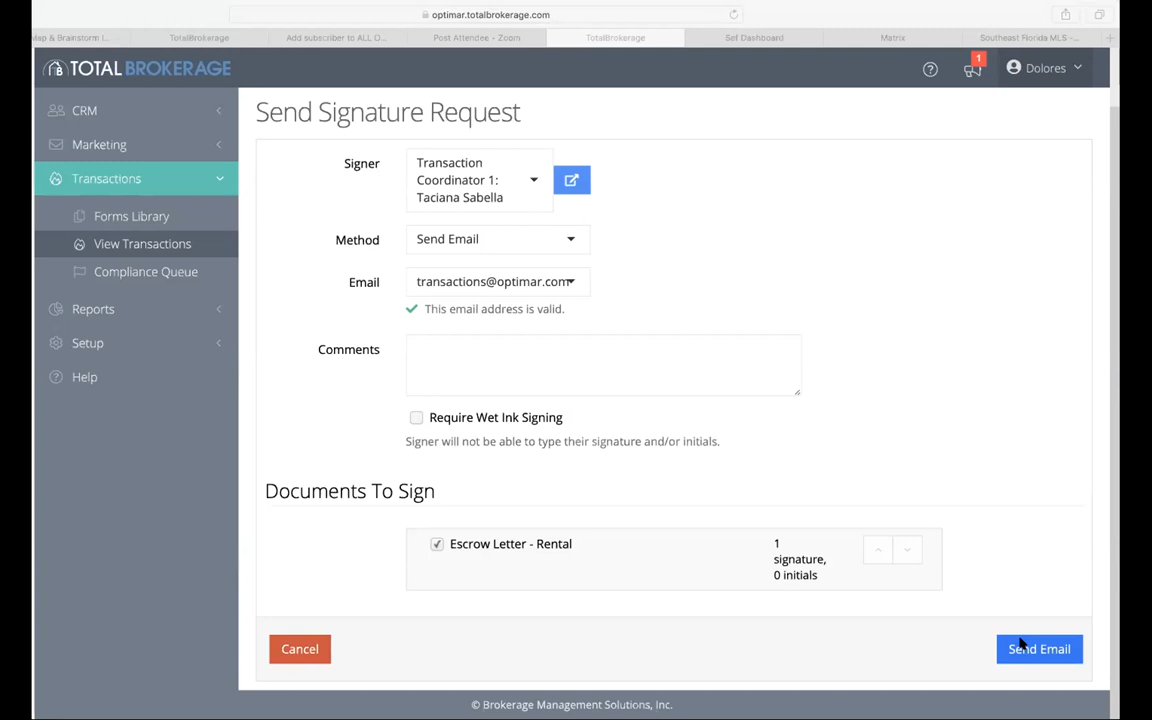 optimar.totalbrokerage.com
Map & Brainstorm I...
TotalBrokerage
Add subscriber to ALL O...
Post Attendee - Zoom
TotalBrokerage
Sef Dashboard
Matrix
Southeast Florida MLS -...
TOTAL BROKERAGE
1
Dolores
CRM
Marketing
Transactions
Forms Library
View Transactions
Compliance Queue
Reports
Setup
Help
Send Signature Request
Signer
Transaction
Coordinator 1:
Taciana Sabella
Method
Send Email
Email
transactions@optimar.com
This email address is valid.
Comments
Require Wet Ink Signing
Signer will not be able to type their signature and/or initials.
Documents To Sign
Escrow Letter - Rental
1
signature,
0 initials
Cancel
Send Email
© Brokerage Management Solutions, Inc.